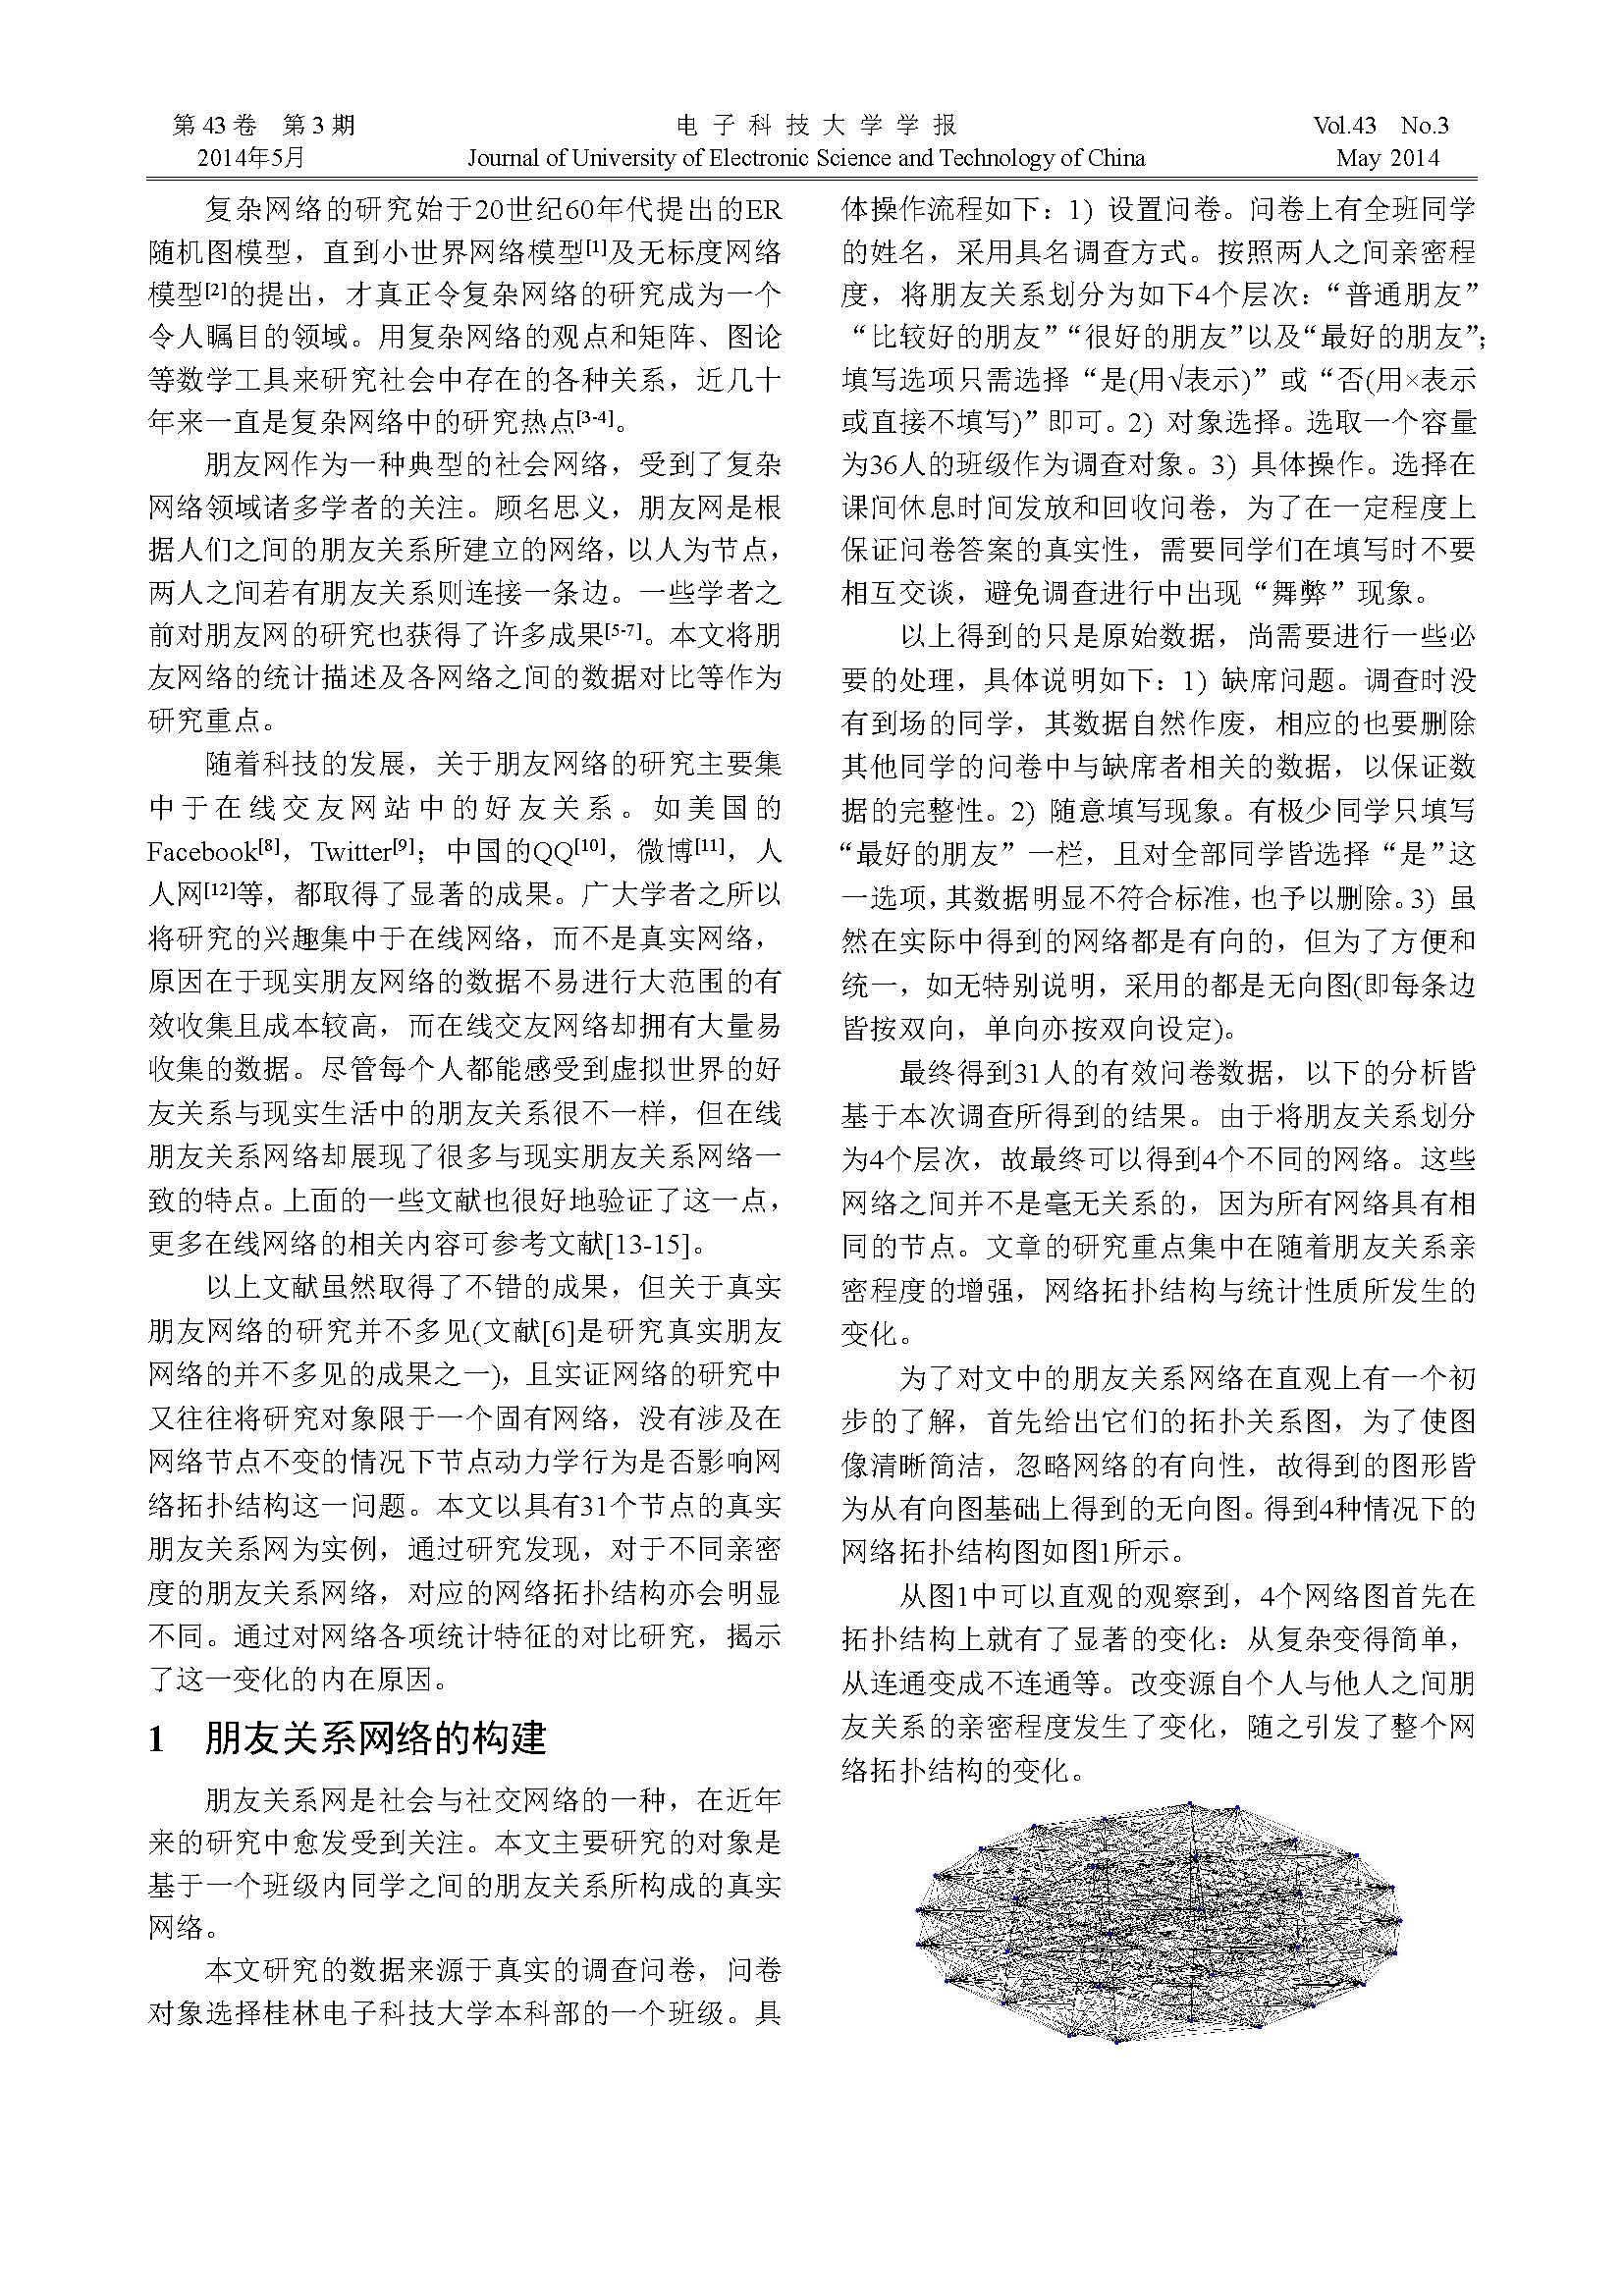 第 43 卷　第 3 期　　电 子 科 技 大 学 学 报　　Vol.43　No.3
2014年5月　　Journal of University of Electronic Science and Technology of China　　May 2014
复杂网络的研究始于20世纪60年代提出的ER
随机图模型，直到小世界网络模型[1]及无标度网络
模型[2]的提出，才真正令复杂网络的研究成为一个
令人瞩目的领域。用复杂网络的观点和矩阵、图论
等数学工具来研究社会中存在的各种关系，近几十
年来一直是复杂网络中的研究热点[3-4]。
朋友网作为一种典型的社会网络，受到了复杂
网络领域诸多学者的关注。顾名思义，朋友网是根
据人们之间的朋友关系所建立的网络，以人为节点，
两人之间若有朋友关系则连接一条边。一些学者之
前对朋友网的研究也获得了许多成果[5-7]。本文将朋
友网络的统计描述及各网络之间的数据对比等作为
研究重点。
随着科技的发展，关于朋友网络的研究主要集
中于在线交友网站中的好友关系。如美国的
Facebook[8]，Twitter[9]；中国的QQ[10]，微博[11]，人
人网[12]等，都取得了显著的成果。广大学者之所以
将研究的兴趣集中于在线网络，而不是真实网络，
原因在于现实朋友网络的数据不易进行大范围的有
效收集且成本较高，而在线交友网络却拥有大量易
收集的数据。尽管每个人都能感受到虚拟世界的好
友关系与现实生活中的朋友关系很不一样，但在线
朋友关系网络却展现了很多与现实朋友关系网络一
致的特点。上面的一些文献也很好地验证了这一点，
更多在线网络的相关内容可参考文献[13-15]。
以上文献虽然取得了不错的成果，但关于真实
朋友网络的研究并不多见(文献[6]是研究真实朋友
网络的并不多见的成果之一)，且实证网络的研究中
又往往将研究对象限于一个固有网络，没有涉及在
网络节点不变的情况下节点动力学行为是否影响网
络拓扑结构这一问题。本文以具有31个节点的真实
朋友关系网为实例，通过研究发现，对于不同亲密
度的朋友关系网络，对应的网络拓扑结构亦会明显
不同。通过对网络各项统计特征的对比研究，揭示
了这一变化的内在原因。
1　朋友关系网络的构建
朋友关系网是社会与社交网络的一种，在近年
来的研究中愈发受到关注。本文主要研究的对象是
基于一个班级内同学之间的朋友关系所构成的真实
网络。
本文研究的数据来源于真实的调查问卷，问卷
对象选择桂林电子科技大学本科部的一个班级。具
体操作流程如下：1) 设置问卷。问卷上有全班同学
的姓名，采用具名调查方式。按照两人之间亲密程
度，将朋友关系划分为如下4个层次：“普通朋友”
“比较好的朋友”“很好的朋友”以及“最好的朋友”；
填写选项只需选择“是(用√表示)”或“否(用×表示
或直接不填写)”即可。2) 对象选择。选取一个容量
为36人的班级作为调查对象。3) 具体操作。选择在
课间休息时间发放和回收问卷，为了在一定程度上
保证问卷答案的真实性，需要同学们在填写时不要
相互交谈，避免调查进行中出现“舞弊”现象。
以上得到的只是原始数据，尚需要进行一些必
要的处理，具体说明如下：1) 缺席问题。调查时没
有到场的同学，其数据自然作废，相应的也要删除
其他同学的问卷中与缺席者相关的数据，以保证数
据的完整性。2) 随意填写现象。有极少同学只填写
“最好的朋友”一栏，且对全部同学皆选择“是”这
一选项，其数据明显不符合标准，也予以删除。3) 虽
然在实际中得到的网络都是有向的，但为了方便和
统一，如无特别说明，采用的都是无向图(即每条边
皆按双向，单向亦按双向设定)。
最终得到31人的有效问卷数据，以下的分析皆
基于本次调查所得到的结果。由于将朋友关系划分
为4个层次，故最终可以得到4个不同的网络。这些
网络之间并不是毫无关系的，因为所有网络具有相
同的节点。文章的研究重点集中在随着朋友关系亲
密程度的增强，网络拓扑结构与统计性质所发生的
变化。
为了对文中的朋友关系网络在直观上有一个初
步的了解，首先给出它们的拓扑关系图，为了使图
像清晰简洁，忽略网络的有向性，故得到的图形皆
为从有向图基础上得到的无向图。得到4种情况下的
网络拓扑结构图如图1所示。
从图1中可以直观的观察到，4个网络图首先在
拓扑结构上就有了显著的变化：从复杂变得简单，
从连通变成不连通等。改变源自个人与他人之间朋
友关系的亲密程度发生了变化，随之引发了整个网
络拓扑结构的变化。